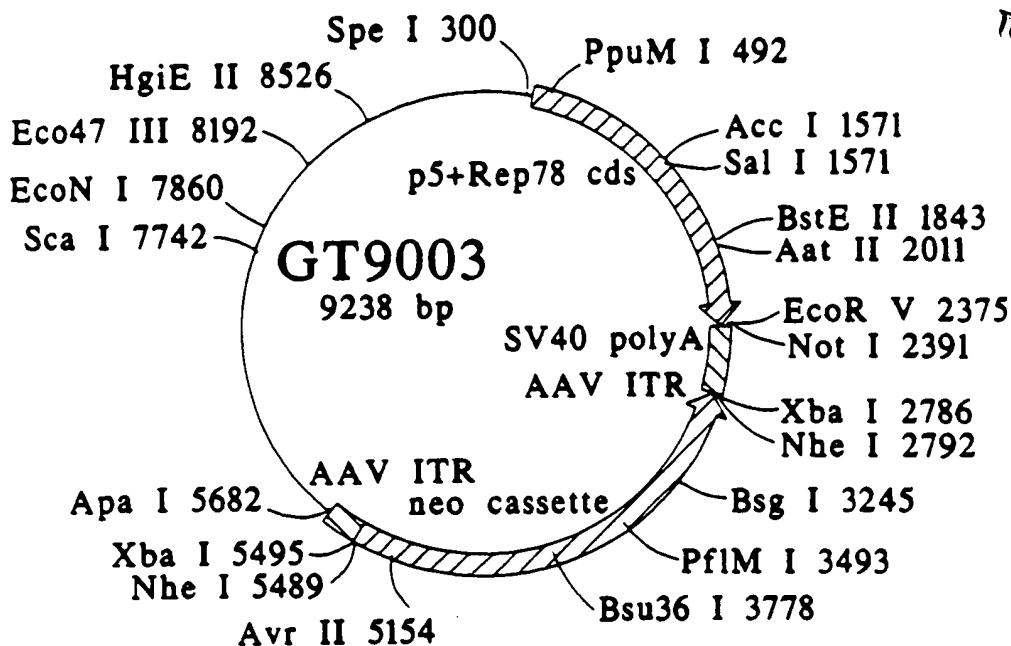 Spe I 300
PpuM I 492
HgiE II 8526
Eco47 III 8192
Acc I 1571
Sal I 1571
p5+Rep78 cds
EcoN I 7860
Sca I 7742
BstE II 1843
Aat II 2011
GT9003
9238 bp
EcoR V 2375
SV40 polyA
Not I 2391
AAV ITR
Xba I 2786
Nhe I 2792
AAV ITR
neo cassette
Apa I 5682
Bsg I 3245
Xba I 5495
PflM I 3493
Nhe I 5489
Bsu36 I 3778
Avr II 5154